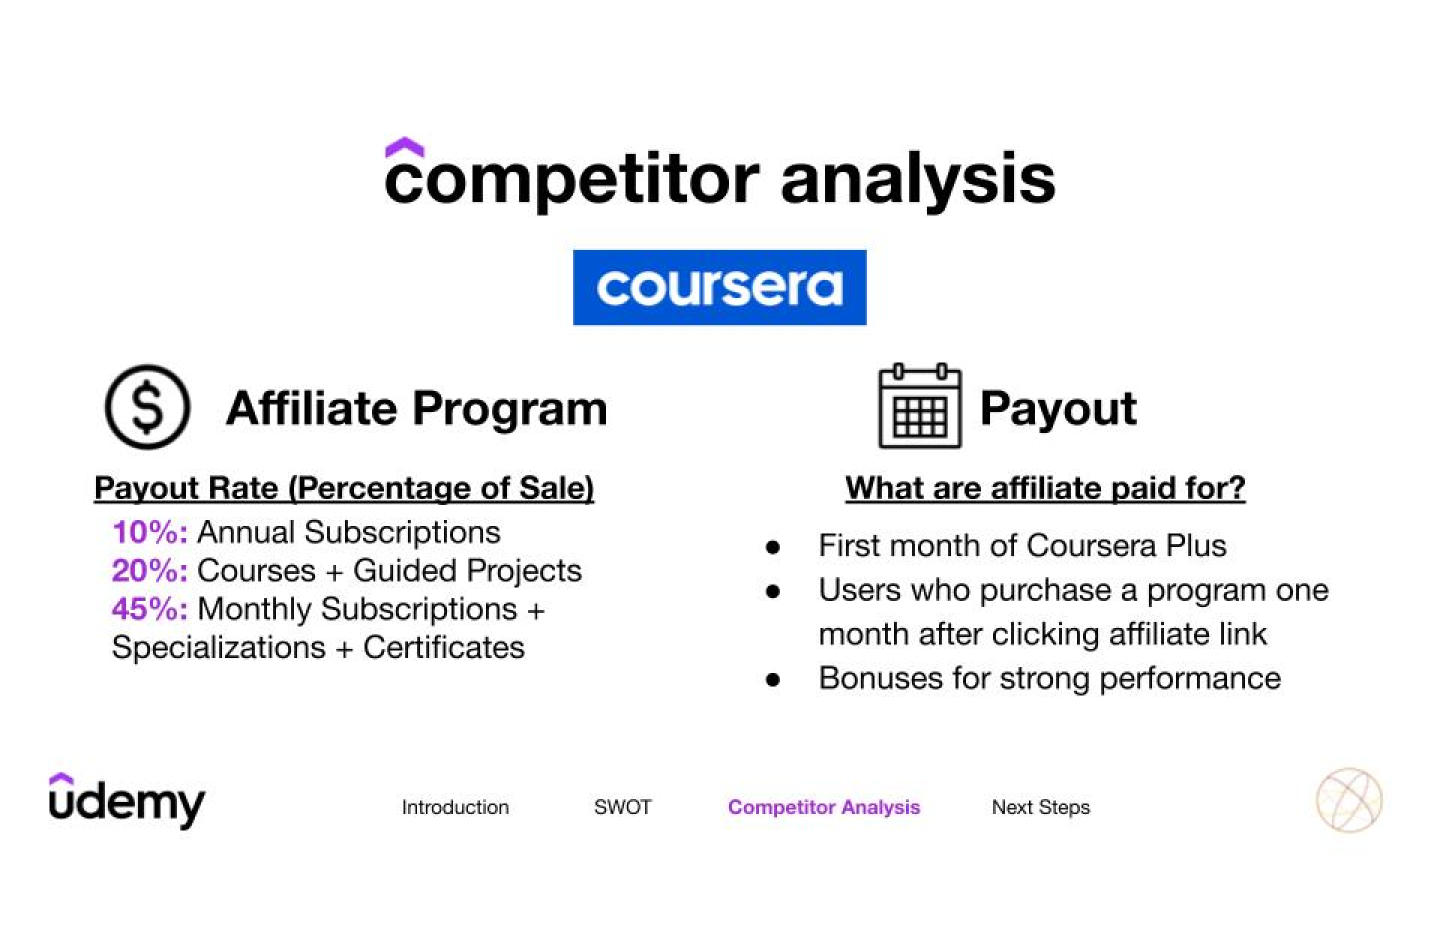 competitor analysis
coursera
Affiliate Program
Payout Rate (Percentage of Sale)
10%: Annual Subscriptions
20%: Courses + Guided Projects
45%: Monthly Subscriptions +
Specializations + Certificates
Payout
What are affiliate paid for?
● First month of Coursera Plus
● Users who purchase a program one
month after clicking affiliate link
● Bonuses for strong performance
udemy
Introduction SWOT Competitor Analysis Next Steps